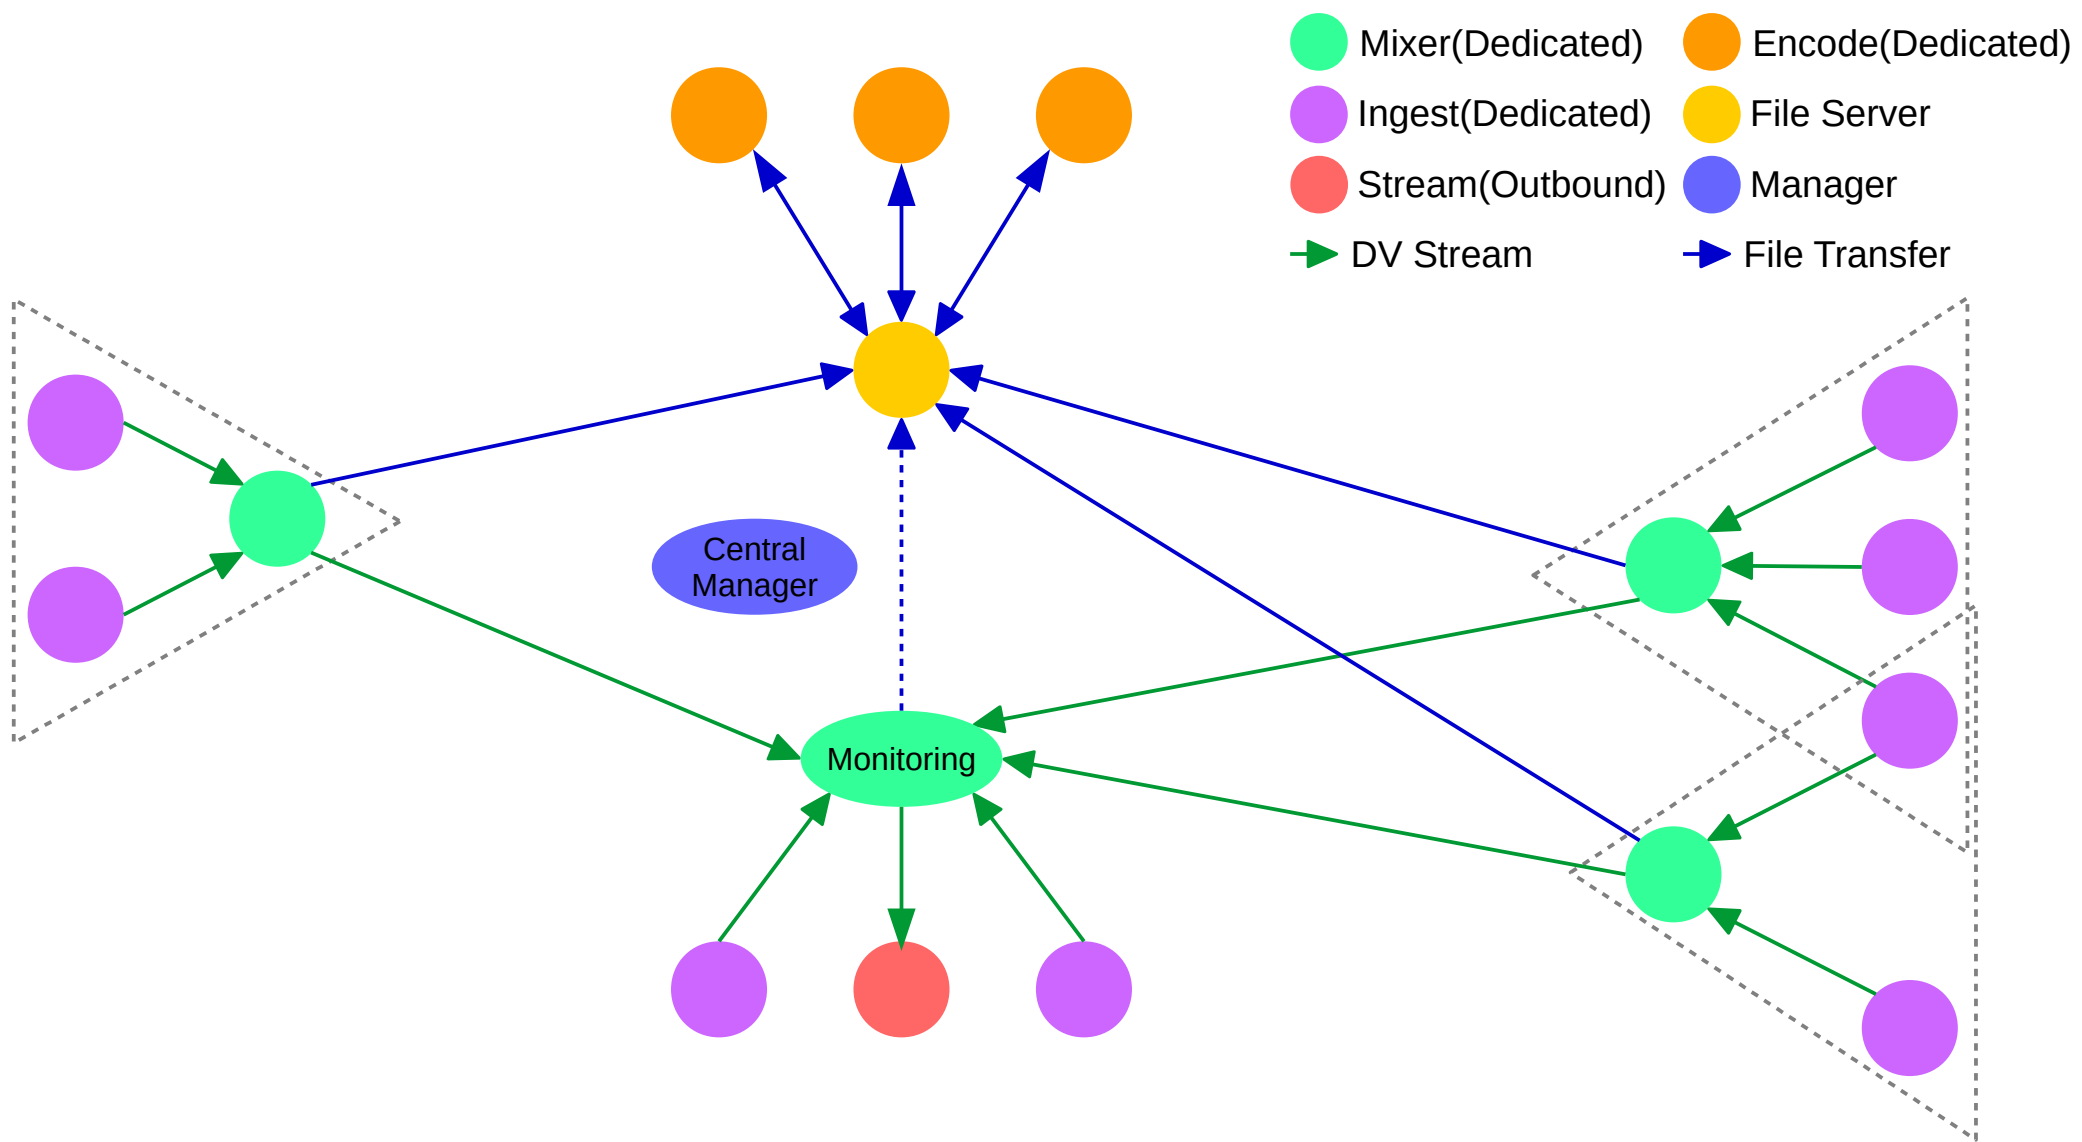 Mixer(Dedicated)
Encode(Dedicated)
Ingest(Dedicated)
File Server
Stream(Outbound)
Manager
DV Stream
File Transfer
Central
Manager
Monitoring